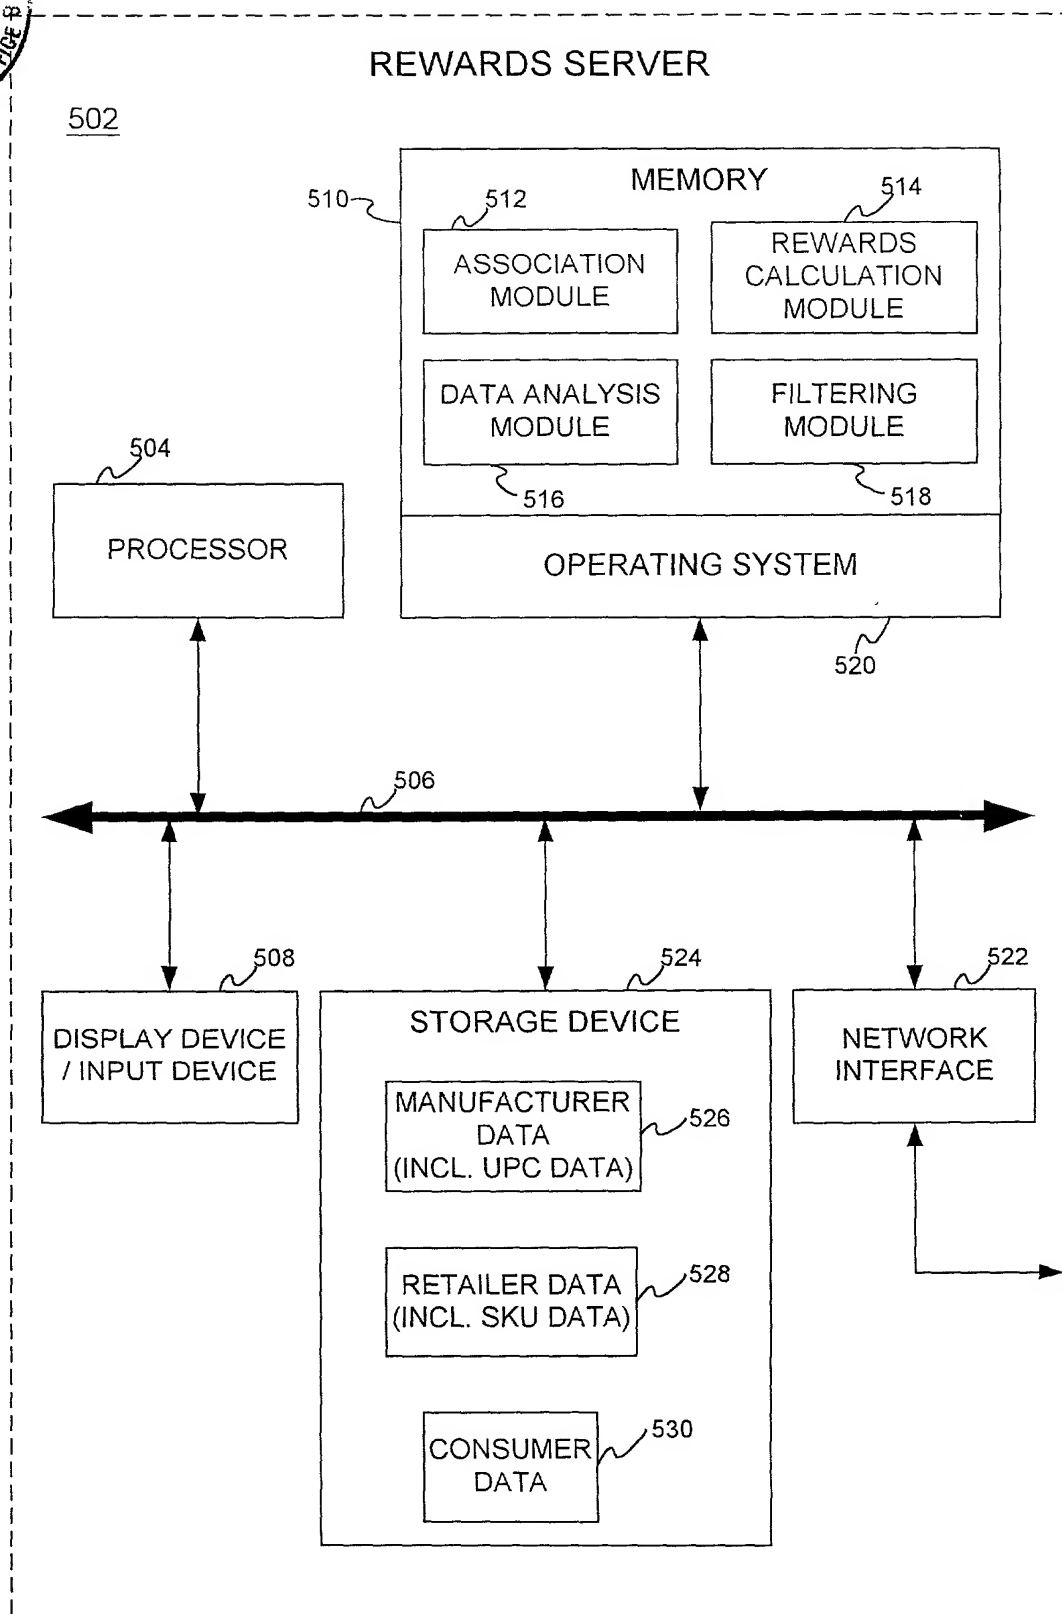 REWARDS SERVER
502
MEMORY
510
512
514
ASSOCIATION
MODULE
REWARDS
CALCULATION
MODULE
DATA ANALYSIS
MODULE
FILTERING
MODULE
516
518
504
PROCESSOR
OPERATING SYSTEM
520
506
508
524
522
DISPLAY DEVICE
/ INPUT DEVICE
STORAGE DEVICE
NETWORK
INTERFACE
MANUFACTURER
DATA
(INCL. UPC DATA)
526
RETAILER DATA
(INCL. SKU DATA)
528
CONSUMER
DATA
530